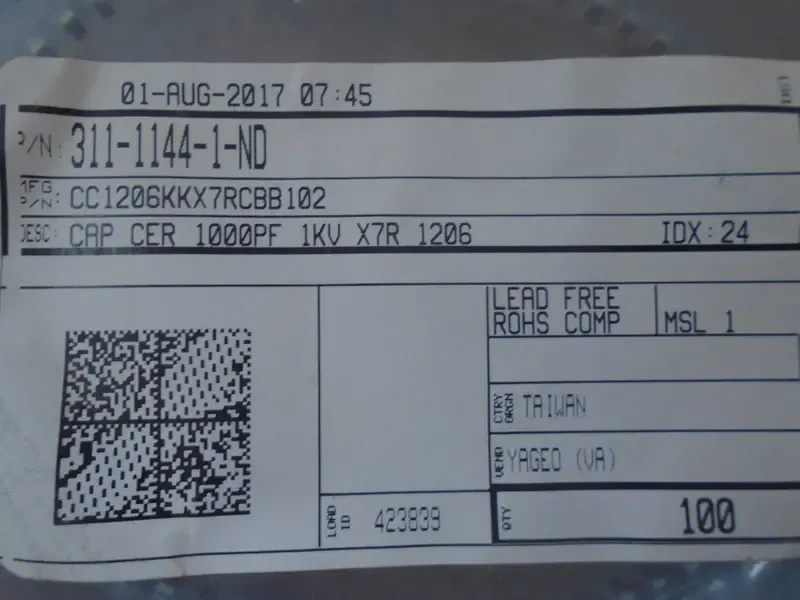 01-AUG-2017 07:45
P/N: 311-1144-1-ND
MFG P/N: CC1206KKX7RCBB102
DESC: CAP CER 1000PF 1KV X7R 1206 IDX:24
LEAD FREE
ROHS COMP
MSL 1
CTRY ORGN TAIWAN
VEND YAGEO (VA)
LOAD ID 423839
QTY 100